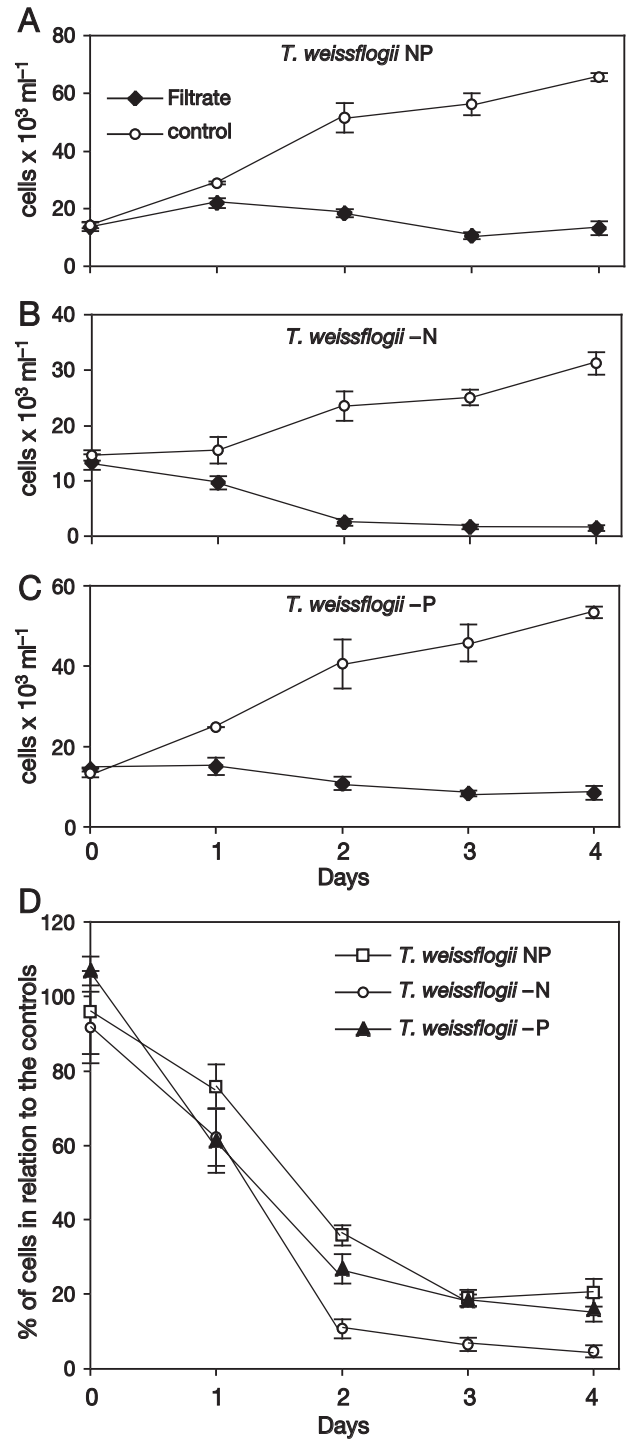 A
T. weissflogii NP
Filtrate
control
cells x 10³ ml⁻¹
80
60
40
20
0
B
T. weissflogii –N
cells x 10³ ml⁻¹
40
30
20
10
0
C
T. weissflogii –P
cells x 10³ ml⁻¹
60
40
20
0
0 1 2 3 4
Days
D
T. weissflogii NP
T. weissflogii –N
T. weissflogii –P
% of cells in relation to the controls
120
100
80
60
40
20
0
0 1 2 3 4
Days